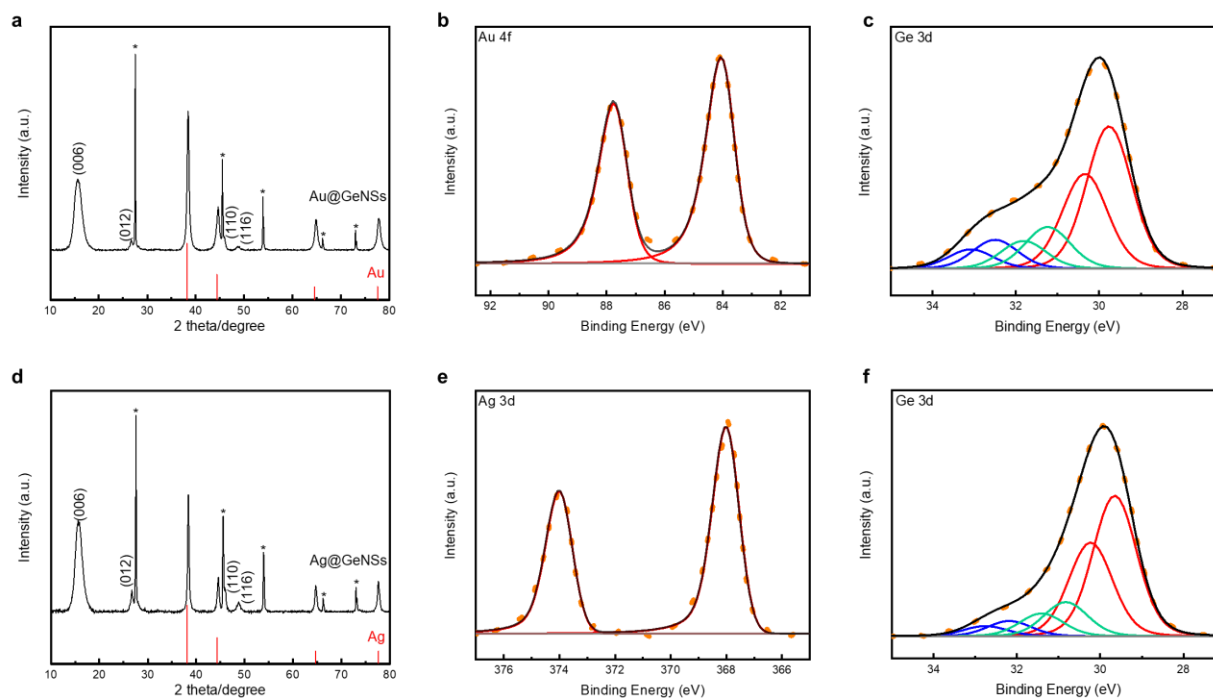 a
Intensity (a.u.)
(006)
*
(012)
*
(110)
(116)
*
Au@GeNSs
*
*
Au
10 20 30 40 50 60 70 80
2 theta/degree
b
Au 4f
Intensity (a.u.)
92 90 88 86 84 82
Binding Energy (eV)
c
Ge 3d
Intensity (a.u.)
34 32 30 28
Binding Energy (eV)
d
Intensity (a.u.)
(006)
(012)
*
*
(110)
(116)
*
Ag@GeNSs
*
*
Ag
10 20 30 40 50 60 70 80
2 theta/degree
e
Ag 3d
Intensity (a.u.)
376 374 372 370 368 366
Binding Energy (eV)
f
Ge 3d
Intensity (a.u.)
34 32 30 28
Binding Energy (eV)